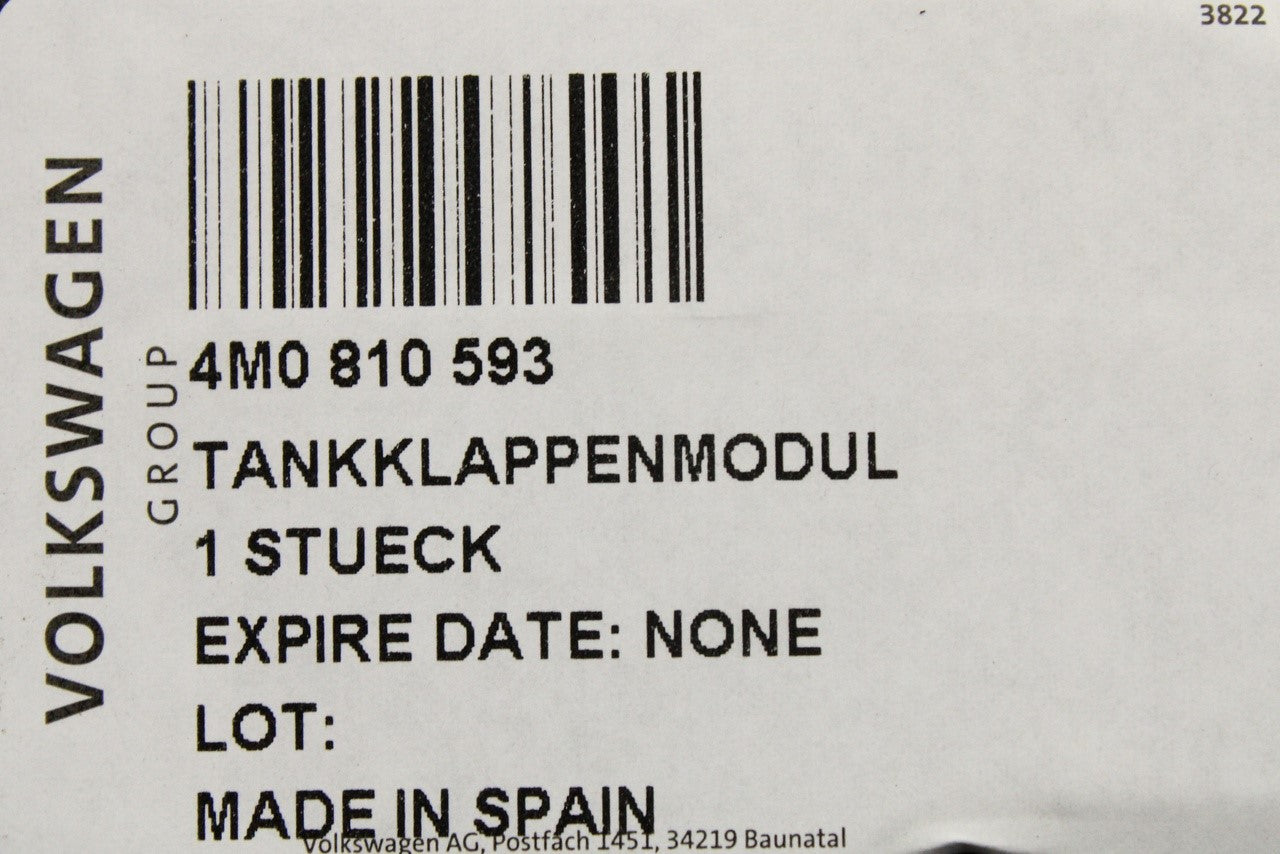 3822
VOLKSWAGEN
GROUP
4M0 810 593
TANKKLAPPENMODUL
1 STUECK
EXPIRE DATE: NONE
LOT:
MADE IN SPAIN
Volkswagen AG, Postfach 1451, 34219 Baunatal